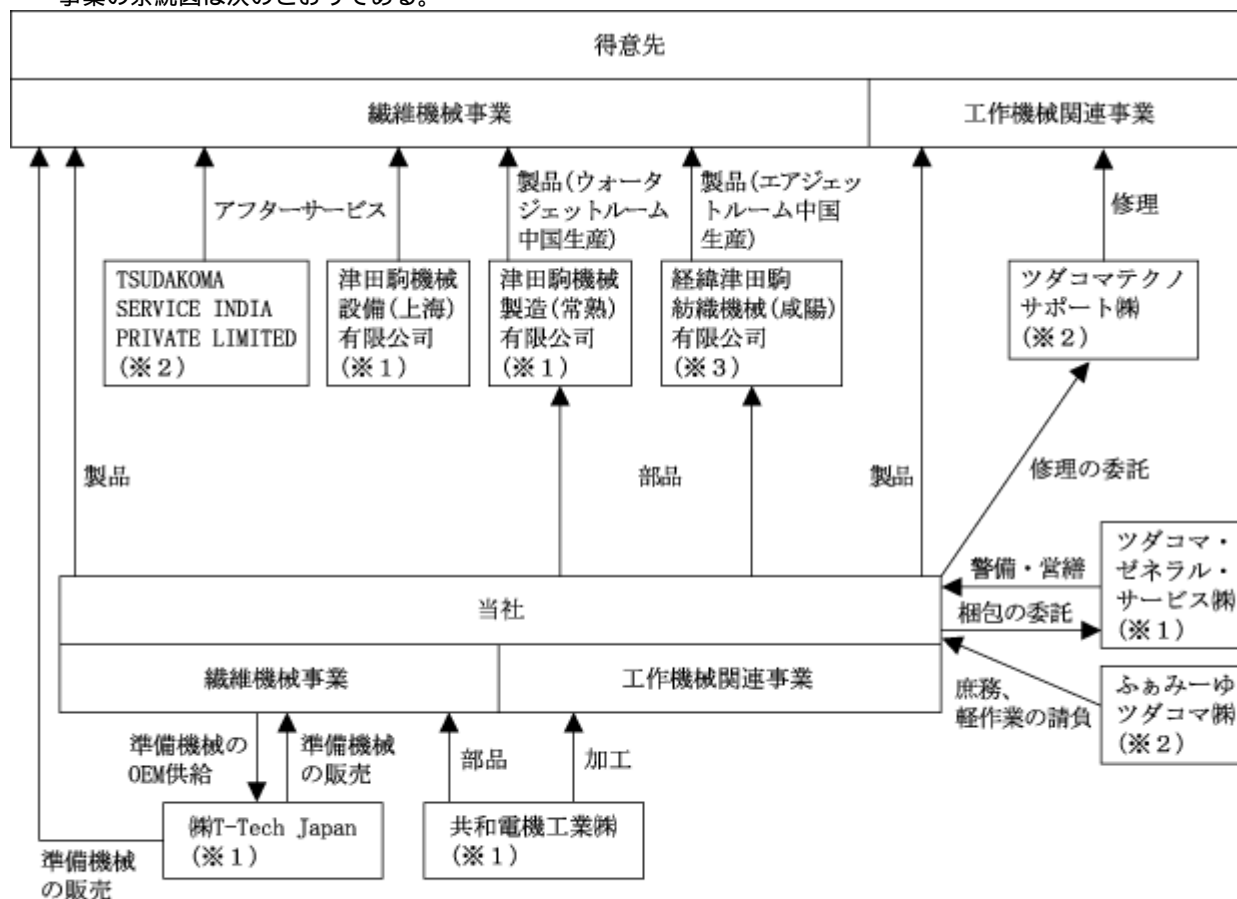 事業の系統図は次のとおりである。
得意先
繊維機械事業
工作機械関連事業
アフターサービス
製品(ウォータ
ジェットルーム
中国生産)
製品(エアジェッ
トルーム中国
生産)
修理
TSUDAKOMA
SERVICE INDIA
PRIVATE LIMITED
(※2)
津田駒機械
設備(上海)
有限公司
(※1)
津田駒機械
製造(常熟)
有限公司
(※1)
経緯津田駒
紡織機械(咸陽)
有限公司
(※3)
ツダコマテクノ
サポート㈱
(※2)
製品
部品
製品
修理の委託
警備・営繕
梱包の委託
ツダコマ・
ゼネラル・
サービス㈱
(※1)
当社
繊維機械事業
工作機械関連事業
庶務、
軽作業の請負
ふぁみーゆ
ツダコマ㈱
(※2)
準備機械の
OEM供給
準備機械
の販売
部品
加工
㈱T-Tech Japan
(※1)
共和電機工業㈱
(※1)
準備機械
の販売